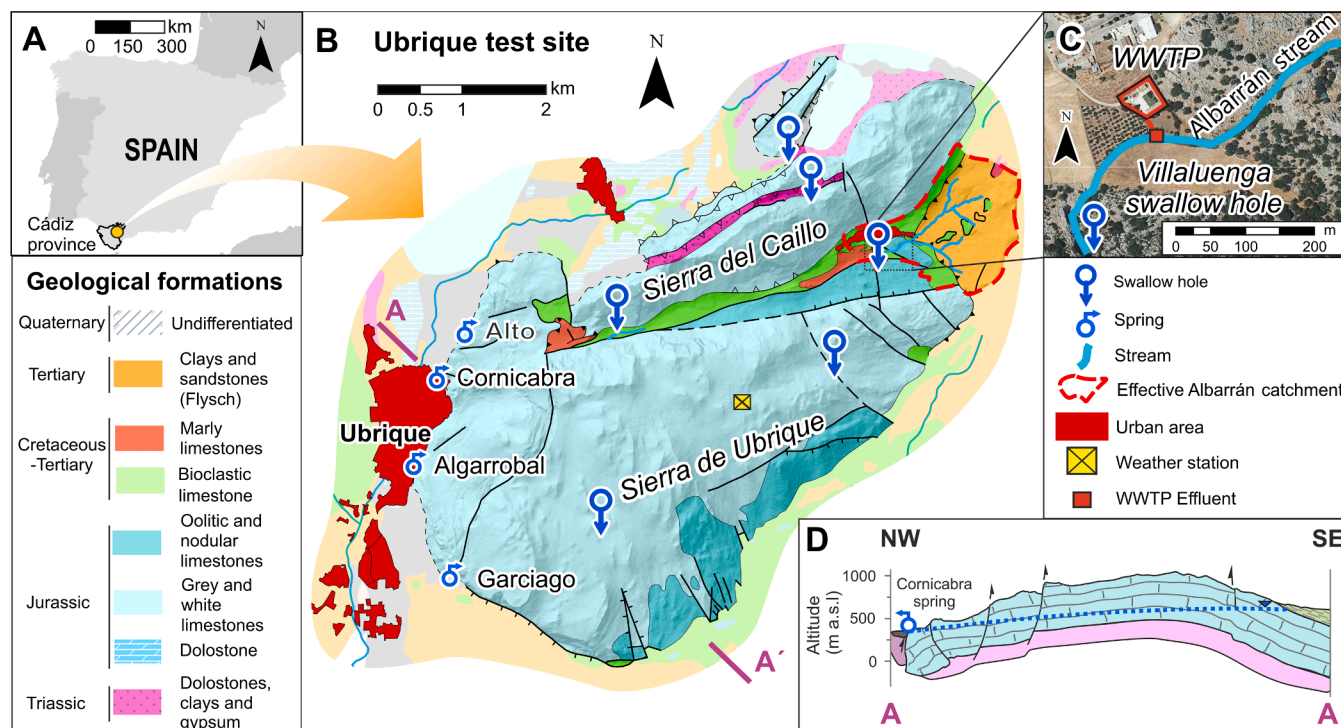 A
km
0 150 300
N
SPAIN
Cádiz
province
B
Ubrique test site
N
0 0.5 1 2
km
A
Alto
Cornicabra
Ubrique
Algarrobal
Garciago
Sierra del Caillo
Sierra de Ubrique
A´
C
WWTP
Albarrán stream
N
Villaluenga
swallow hole
0 50 100 200
m
Geological formations
Quaternary
Undifferentiated
Tertiary
Clays and
sandstones
(Flysch)
Cretaceous
-Tertiary
Marly
limestones
Bioclastic
limestone
Jurassic
Oolitic and
nodular
limestones
Grey and
white
limestones
Dolostone
Triassic
Dolostones,
clays and
gypsum
Swallow hole
Spring
Stream
Effective Albarrán catchment
Urban area
Weather station
WWTP Effluent
D
NW
SE
Cornicabra
spring
Altitude
(m a.s.l)
1000
500
0
A
A´